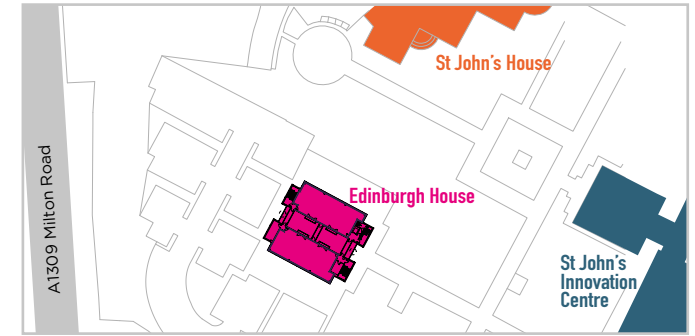 St John's House
Edinburgh House
A1309 Milton Road
St John's
Innovation
Centre